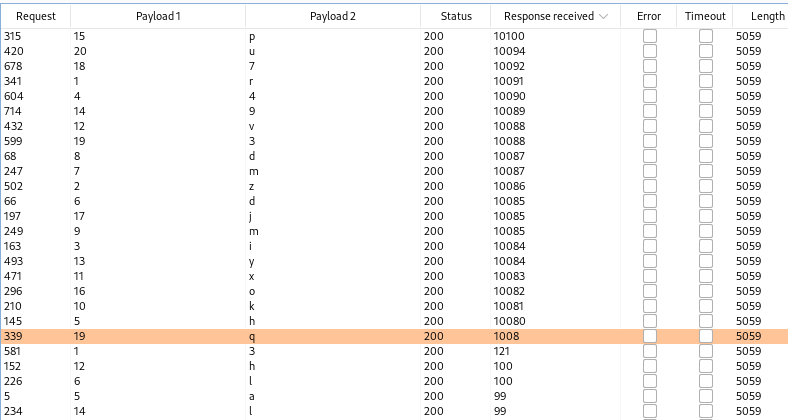 Request Payload 1 Payload 2 Status Response received Error Timeout Length
315 15 p 200 10100 5059
420 20 u 200 10094 5059
678 18 7 200 10092 5059
341 1 r 200 10091 5059
604 4 4 200 10090 5059
714 14 9 200 10089 5059
432 12 v 200 10088 5059
599 19 3 200 10088 5059
68 8 d 200 10087 5059
247 7 m 200 10087 5059
502 2 z 200 10086 5059
66 6 d 200 10085 5059
197 17 j 200 10085 5059
249 9 m 200 10085 5059
163 3 i 200 10084 5059
493 13 y 200 10084 5059
471 11 x 200 10083 5059
296 16 o 200 10082 5059
210 10 k 200 10081 5059
145 5 h 200 10080 5059
339 19 q 200 1008 5059
581 1 3 200 121 5059
152 12 h 200 100 5059
226 6 l 200 100 5059
5 5 a 200 99 5059
234 14 l 200 99 5059